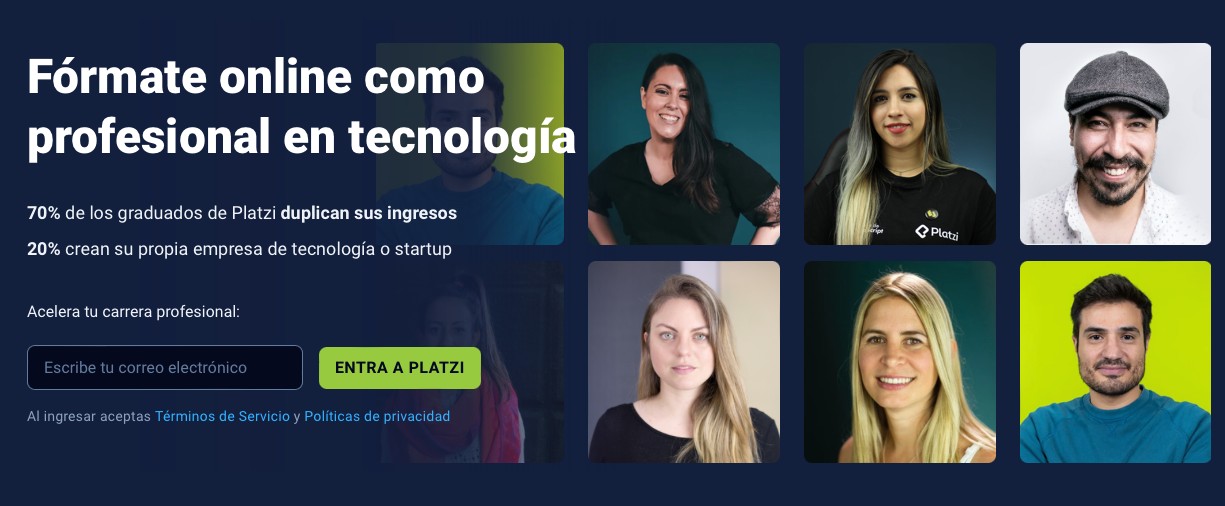 Fórmate online como
profesional en tecnología
70% de los graduados de Platzi duplican sus ingresos
20% crean su propia empresa de tecnología o startup
Acelera tu carrera profesional:
Escribe tu correo electrónico
ENTRA A PLATZI
Al ingresar aceptas Términos de Servicio y Políticas de privacidad
Platzi